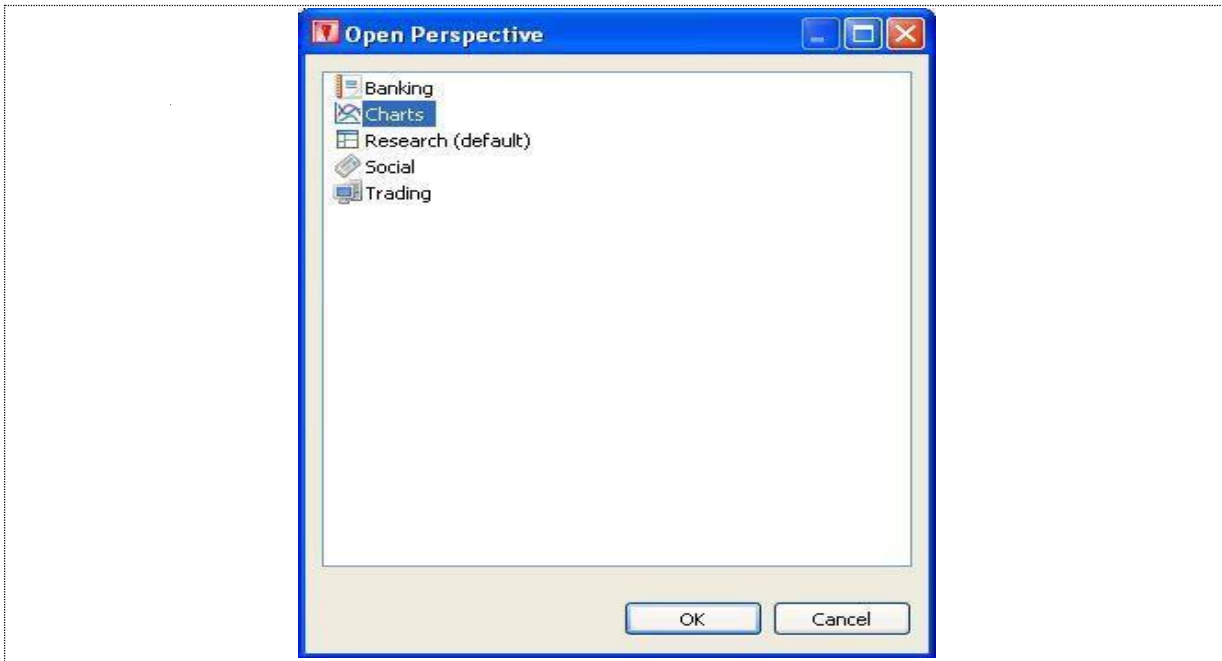 Open Perspective
Banking
Charts
Research (default)
Social
Trading
OK Cancel